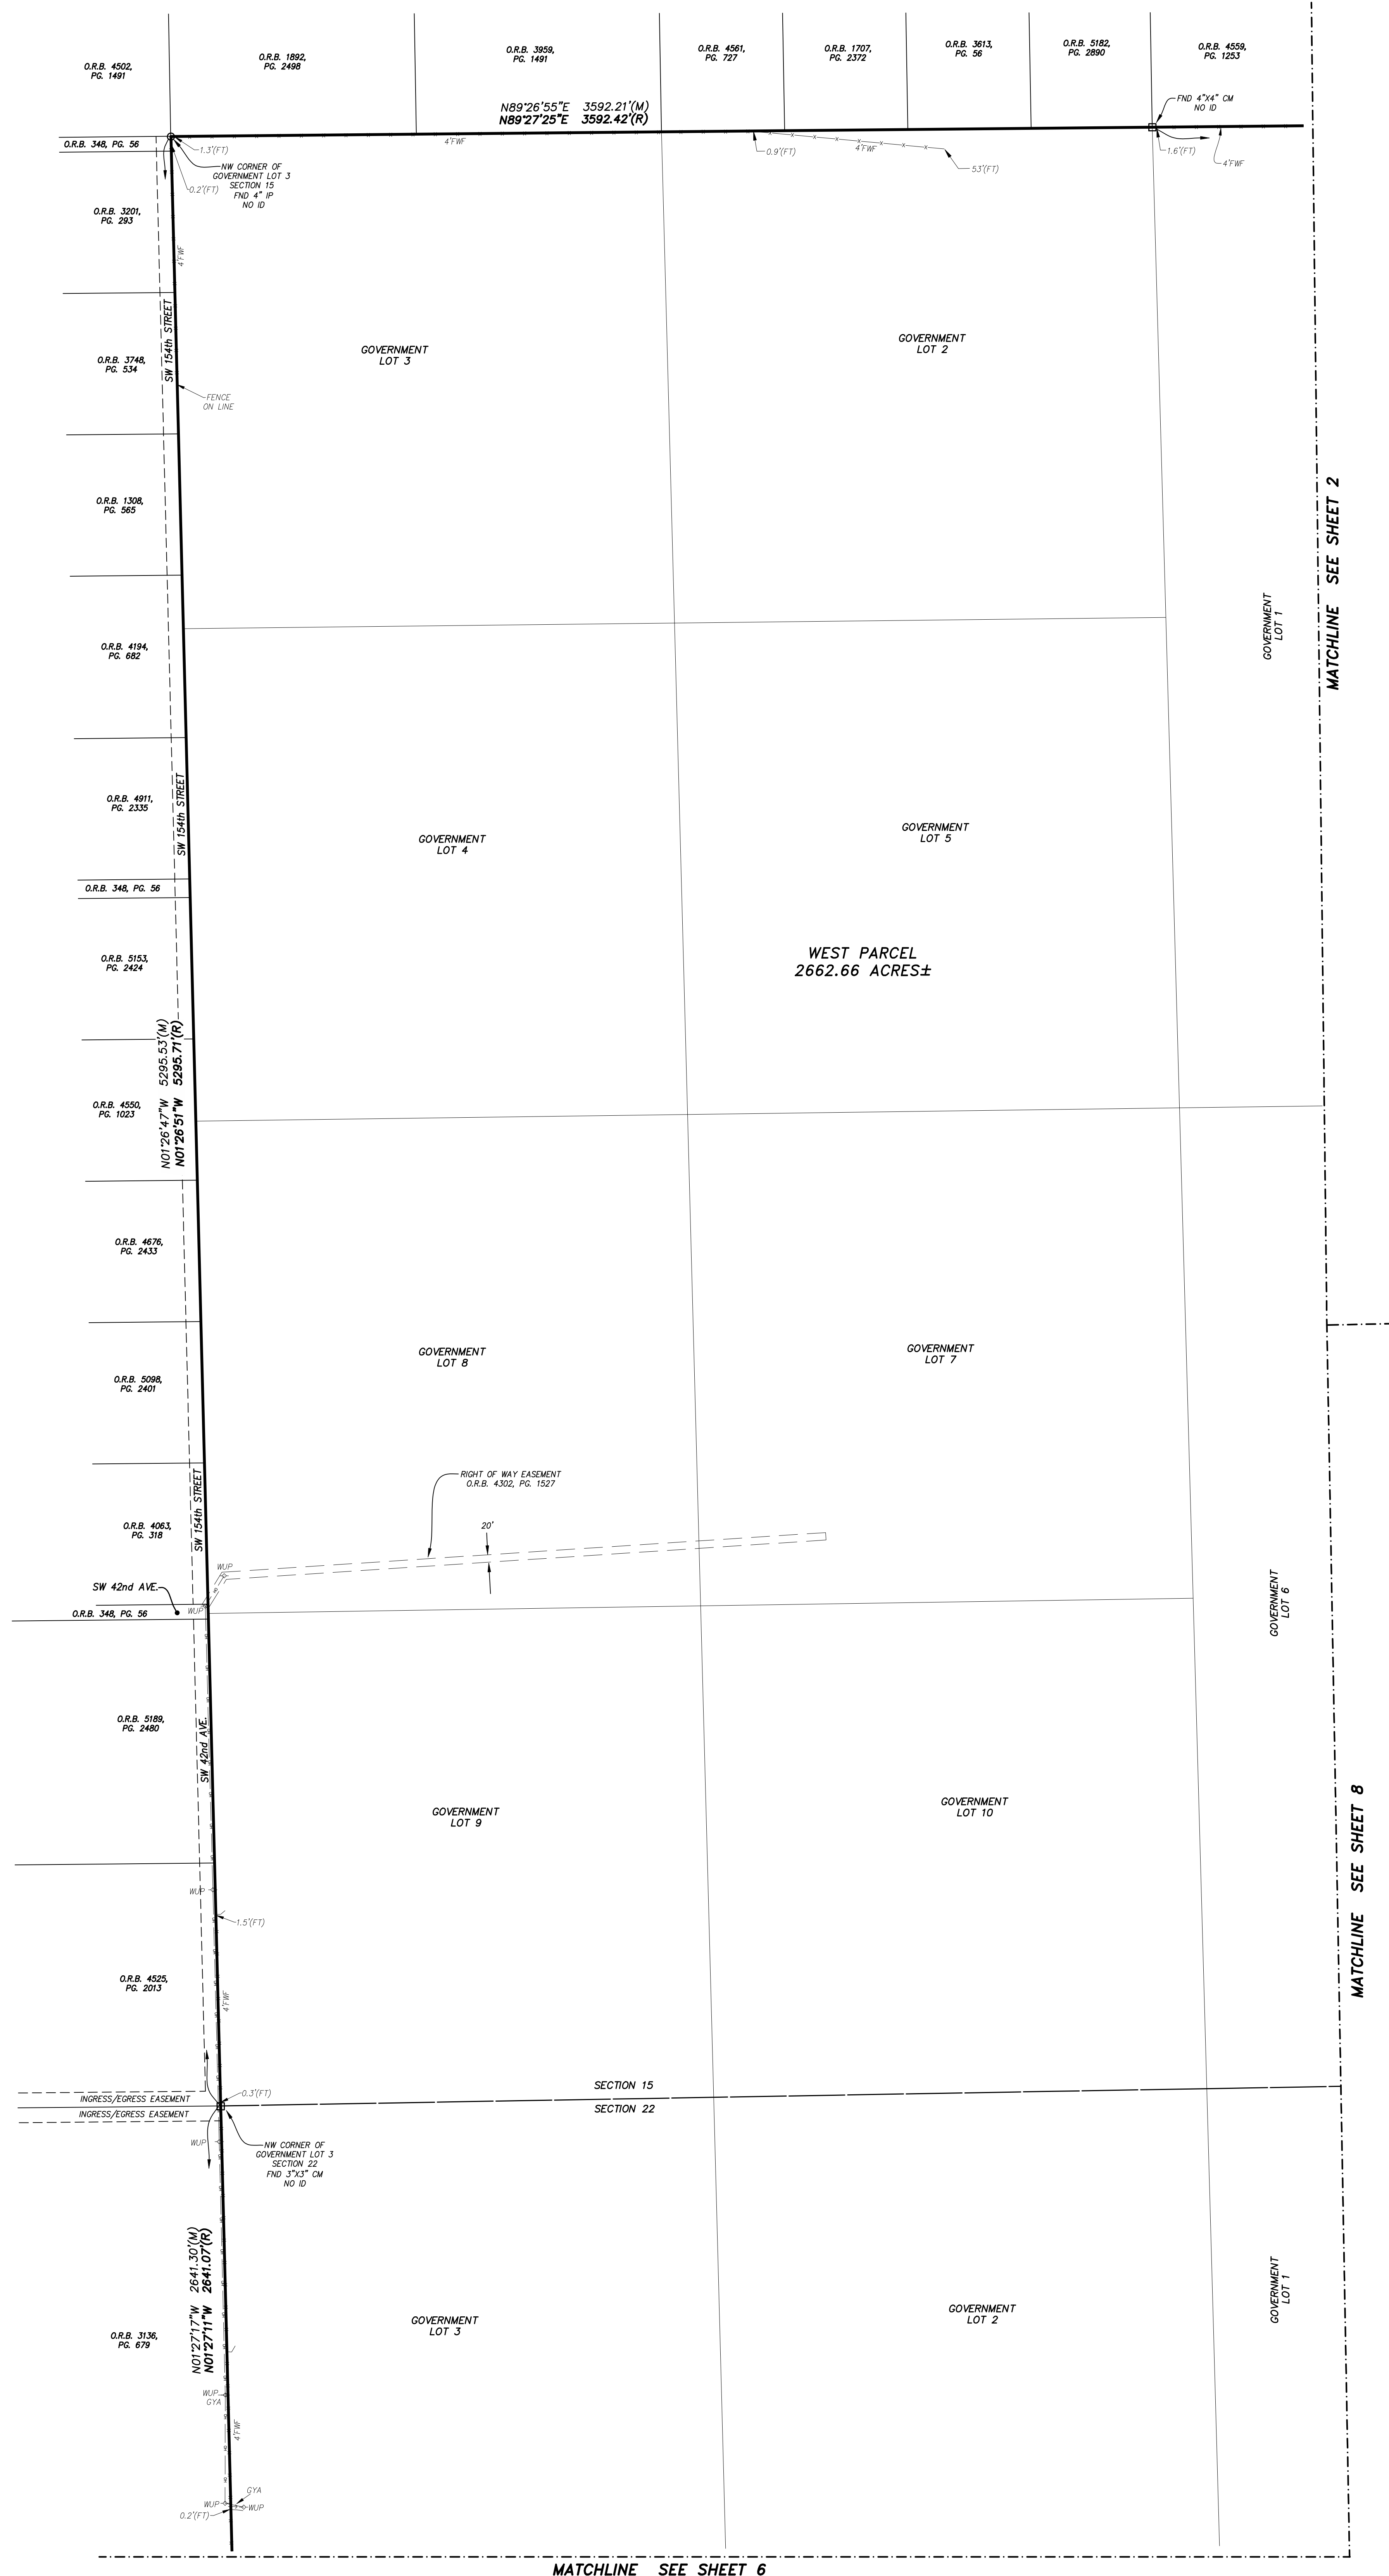 O.R.B. 4502,
PG. 1491
O.R.B. 1892,
PG. 2498
O.R.B. 3959,
PG. 1491
O.R.B. 4561,
PG. 727
O.R.B. 1707,
PG. 2372
O.R.B. 3613,
PG. 56
O.R.B. 5182,
PG. 2890
O.R.B. 4559,
PG. 1253
N89°26'55"E 3592.21'(M)
N89°27'25"E 3592.42'(R)
FND 4"X4" CM
NO ID
O.R.B. 348, PG. 56
1.3'(FT)
4'FWF
0.9'(FT)
4'FWF
53'(FT)
1.6'(FT)
4'FWF
NW CORNER OF
GOVERNMENT LOT 3
SECTION 15
FND 4" IP
NO ID
0.2'(FT)
O.R.B. 3201,
PG. 293
4'FWF
SW 154th STREET
O.R.B. 3748,
PG. 534
GOVERNMENT
LOT 3
GOVERNMENT
LOT 2
FENCE
ON LINE
O.R.B. 1308,
PG. 565
MATCHLINE SEE SHEET 2
GOVERNMENT
LOT 1
O.R.B. 4194,
PG. 682
O.R.B. 4911,
PG. 2335
SW 154th STREET
GOVERNMENT
LOT 4
GOVERNMENT
LOT 5
O.R.B. 348, PG. 56
O.R.B. 5153,
PG. 2424
WEST PARCEL
2662.66 ACRES±
N01°26'47"W 5295.53'(M)
N01°26'51"W 5295.71'(R)
O.R.B. 4550,
PG. 1023
O.R.B. 4676,
PG. 2433
O.R.B. 5098,
PG. 2401
GOVERNMENT
LOT 8
GOVERNMENT
LOT 7
RIGHT OF WAY EASEMENT
O.R.B. 4302, PG. 1527
SW 154th STREET
O.R.B. 4063,
PG. 318
20'
WUP
SW 42nd AVE.
WUP
O.R.B. 348, PG. 56
GOVERNMENT
LOT 6
O.R.B. 5189,
PG. 2480
SW 42nd AVE.
GOVERNMENT
LOT 9
GOVERNMENT
LOT 10
MATCHLINE SEE SHEET 8
WUP
1.5'(FT)
O.R.B. 4525,
PG. 2013
4'FWF
INGRESS/EGRESS EASEMENT
INGRESS/EGRESS EASEMENT
0.3'(FT)
SECTION 15
SECTION 22
WUP
NW CORNER OF
GOVERNMENT LOT 3
SECTION 22
FND 3"X3" CM
NO ID
N01°27'17"W 2641.30'(M)
N01°27'11"W 2641.07'(R)
O.R.B. 3136,
PG. 679
GOVERNMENT
LOT 3
GOVERNMENT
LOT 2
GOVERNMENT
LOT 1
WUP
GYA
4'FWF
GYA
WUP
WUP
0.2'(FT)
MATCHLINE SEE SHEET 6